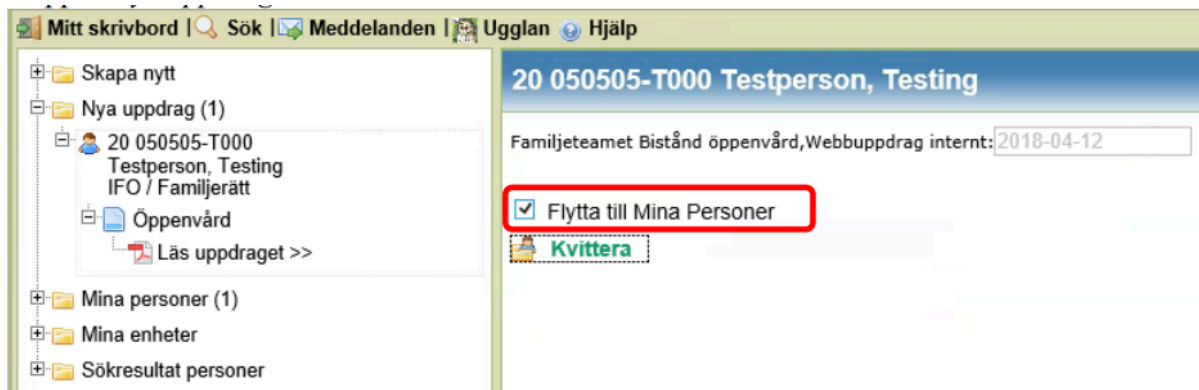 Mitt skrivbord | Sök | Meddelanden | Ugglan Hjälp
Skapa nytt
Nya uppdrag (1)
20 050505-T000
Testperson, Testing
IFO / Familjerätt
Öppenvård
Läs uppdraget >>
Mina personer (1)
Mina enheter
Sökresultat personer
20 050505-T000 Testperson, Testing
Familjeteamet Bistånd öppenvård,Webbuppdrag internt: 2018-04-12
Flytta till Mina Personer
Kvittera